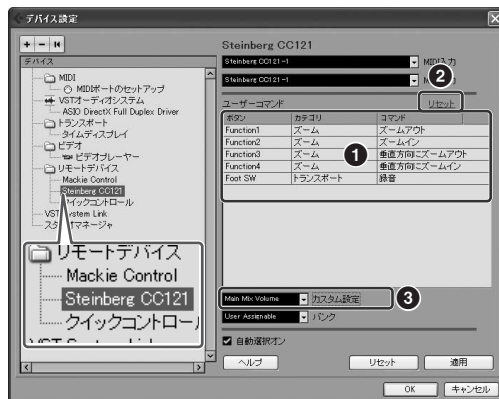 デバイス設定
デバイス
MIDI
MIDIポートのセットアップ
VSTオーディオシステム
ASIO DirectX Full Duplex Driver
トランスポート
タイムディスプレイ
ビデオ
ビデオプレーヤー
リモートデバイス
Mackie Control
Steinberg CC121
クイックコントロール
VST System Link
リモートデバイス
Mackie Control
Steinberg CC121
クイックコントロー
Steinberg CC121
Steinberg CC121-1 MIDI入力
Steinberg CC121-1
2
ユーザーコマンド リセット
ボタン カテゴリ コマンド
Function1 ズーム ズームアウト
Function2 ズーム ズームイン
Function3 ズーム 垂直方向にズームアウト
Function4 ズーム 垂直方向にズームイン
Foot SW トランスポート 録音
1
Main Mix Volume カスタム設定 3
User Assignable バンク
自動選択オン
ヘルプ リセット 適用
OK キャンセル